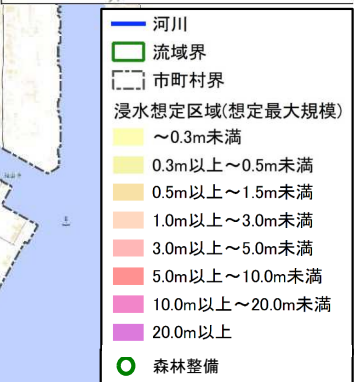 河川
流域界
市町村界
浸水想定区域(想定最大規模)
～0.3m未満
0.3m以上～0.5m未満
0.5m以上～1.5m未満
1.0m以上～3.0m未満
3.0m以上～5.0m未満
5.0m以上～10.0m未満
10.0m以上～20.0m未満
20.0m以上
森林整備